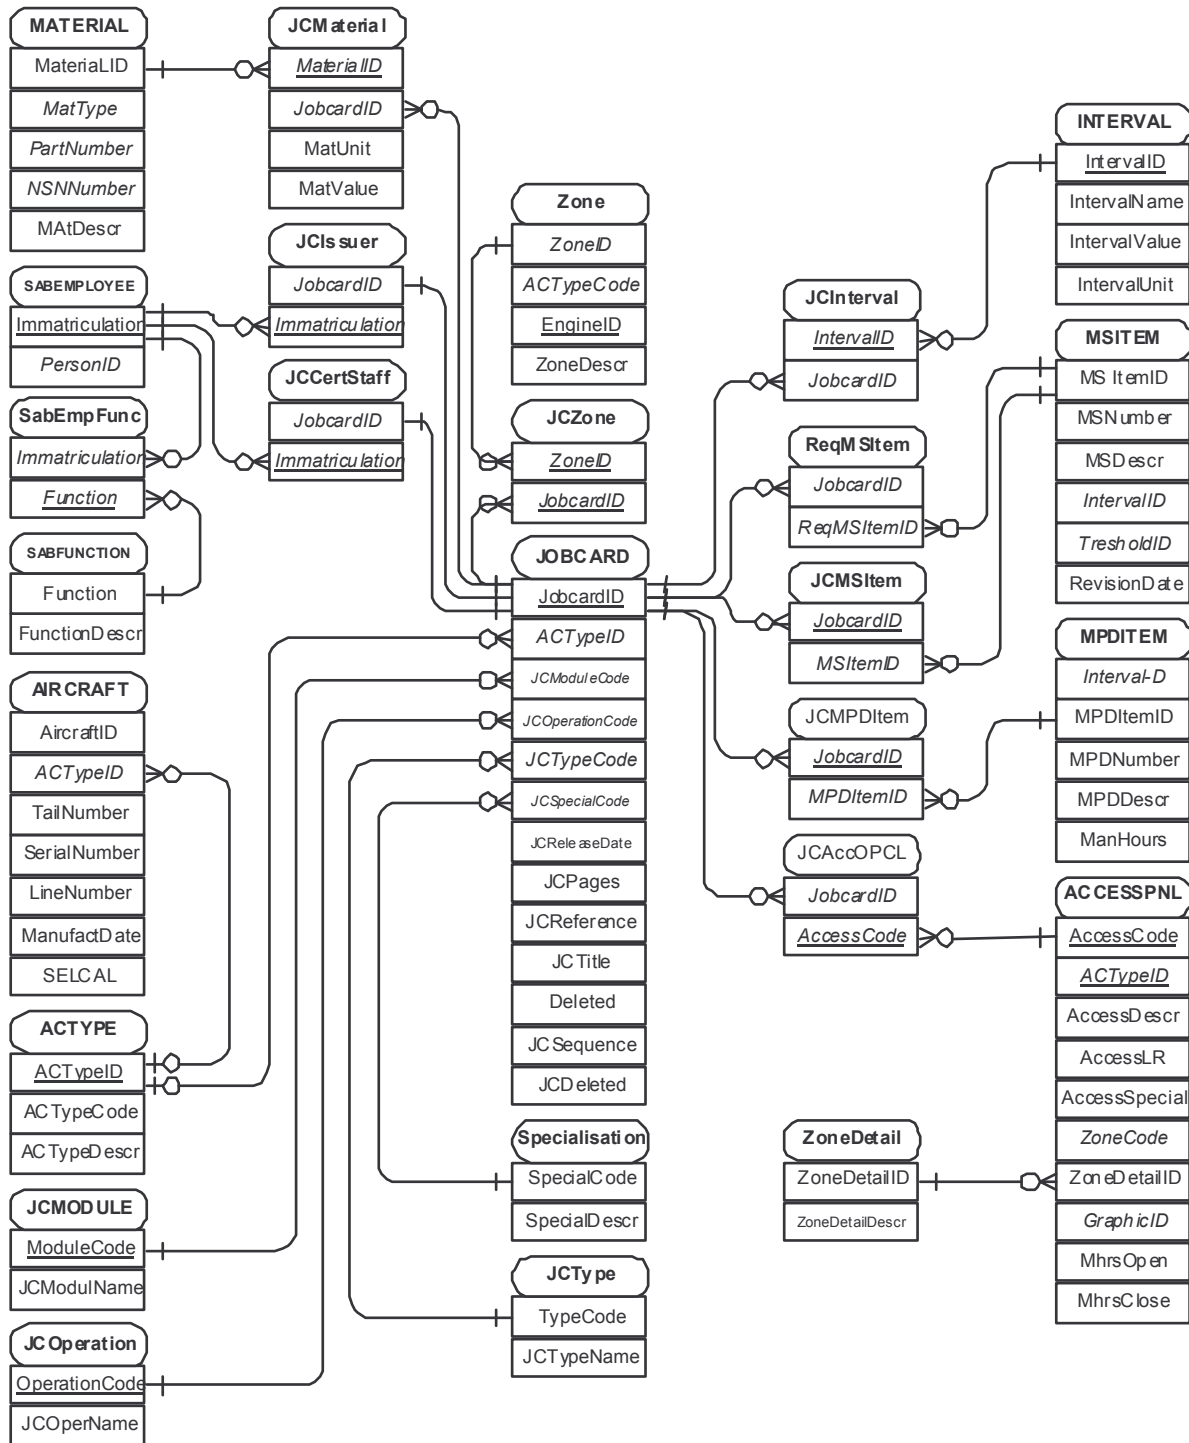 MATERIAL
MateriaLID
MatType
PartNumber
NSNNumber
MAtDescr
SABEMPLOYEE
Immatriculation
PersonID
SabEmpFunc
Immatriculation
Function
SABFUNCTION
Function
FunctionDescr
AIRCRAFT
AircraftID
ACTypeID
TailNumber
SerialNumber
LineNumber
ManufactDate
SELCAL
ACTYPE
ACTypeID
ACTypeCode
ACTypeDescr
JCMODULE
ModuleCode
JCModulName
JCOperation
OperationCode
JCOperName
JCMaterial
MaterialID
JobcardID
MatUnit
MatValue
JCIssuer
JobcardID
Immatriculation
JCCertStaff
JobcardID
Immatriculation
Zone
ZoneID
ACTypeCode
EngineID
ZoneDescr
JCZone
ZoneID
JobcardID
JOBCARD
JobcardID
ACTypeID
JCModuleCode
JCOperationCode
JCTypeCode
JCSpecialCode
JCReleaseDate
JCPages
JCReference
JCTitle
Deleted
JCSequence
JCDeleted
Specialisation
SpecialCode
SpecialDescr
JCType
TypeCode
JCTypeName
JCInterval
IntervalID
JobcardID
ReqMSItem
JobcardID
ReqMSItemID
JCMSItem
JobcardID
MSItemID
JCMPDItem
JobcardID
MPDItemID
JCAccOPCL
JobcardID
AccessCode
ZoneDetail
ZoneDetailID
ZoneDetailDescr
INTERVAL
IntervalID
IntervalName
IntervalValue
IntervalUnit
MSITEM
MS ItemID
MSNumber
MSDescr
IntervalID
TresholdID
RevisionDate
MPDITEM
Interval-D
MPDItemID
MPDNumber
MPDDescr
ManHours
ACCESSPNL
AccessCode
ACTypeID
AccessDescr
AccessLR
AccessSpecial
ZoneCode
ZoneDetailID
GraphicID
MhrsOpen
MhrsClose